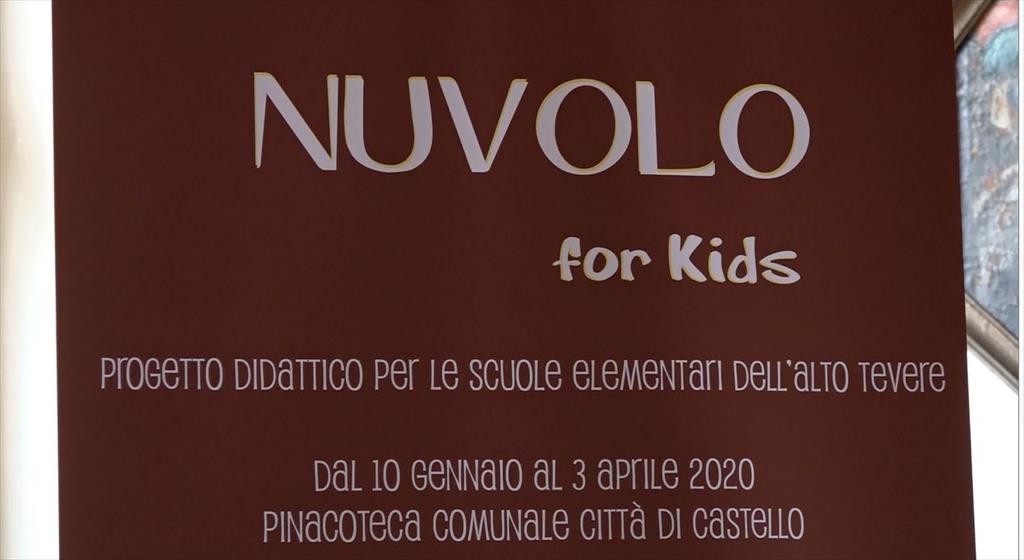 NUVOLO
for Kids
PROGETTO DIDATTICO PER LE SCUOLE ELEMENTARI DELL'ALTO TEVERE
DAL 10 GENNAIO AL 3 APRILE 2020
PINACOTECA COMUNALE CITTÀ DI CASTELLO